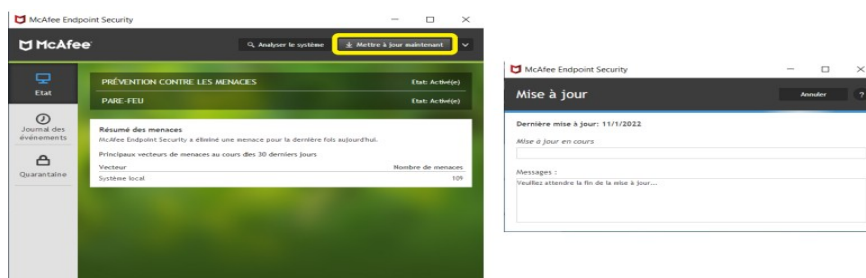 McAfee Endpoint Security
McAfee
Analyser le système
Mettre à jour maintenant
Etat
PRÉVENTION CONTRE LES MENACES
Etat: Activé(e)
PARE-FEU
Etat: Activé(e)
Journal des
événements
Quarantaine
Résumé des menaces
McAfee Endpoint Security a éliminé une menace pour la dernière fois aujourd'hui.
Principaux vecteurs de menaces au cours des 30 derniers jours
Vecteur
Nombre de menaces
Système local
109
McAfee Endpoint Security
Mise à jour
Annuler
?
Dernière mise à jour: 11/1/2022
Mise à jour en cours
Messages :
Veuillez attendre la fin de la mise à jour...